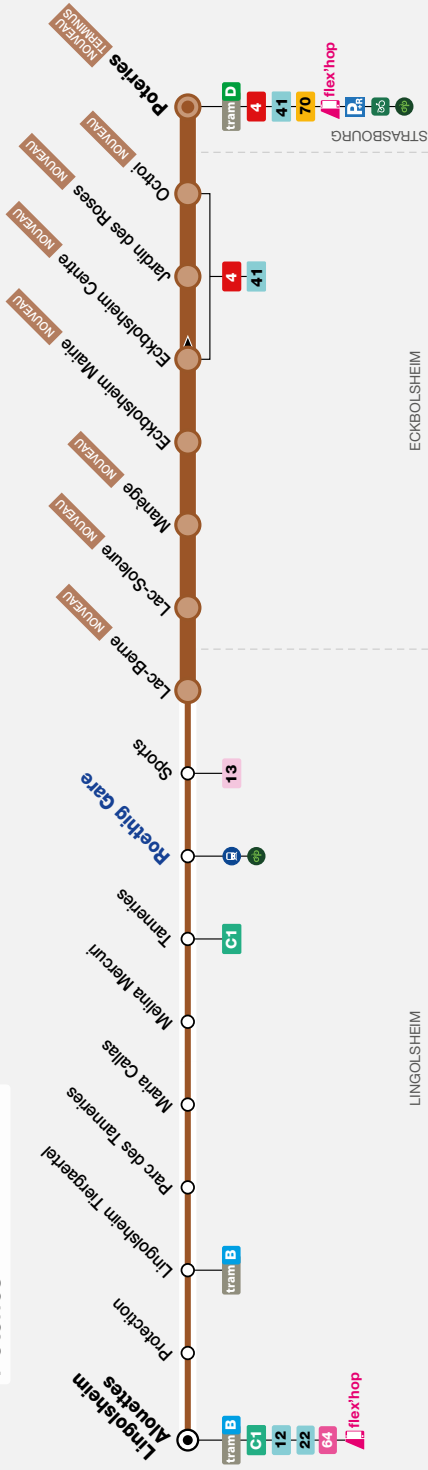 Lingolsheim
Alouettes
tram B
C1
12
22
64
flex'hop
Protection
Lingolsheim Tiergaertel
tram B
Parc des Tanneries
Maria Callas
Melina Mercuri
Tanneries
C1
Roethig Gare
Sports
13
Lac-Berne
NOUVEAU
Lac-Soleure
NOUVEAU
Manège
NOUVEAU
Eckbolsheim Mairie
NOUVEAU
Eckbolsheim Centre
NOUVEAU
Jardin des Roses
NOUVEAU
Octroi
NOUVEAU
4
41
Poteries
NOUVEAU
TERMINUS
tram D
4
41
70
flex'hop
P+R
LINGOLSHEIM
ECKBOLSHEIM
STRASBOURG